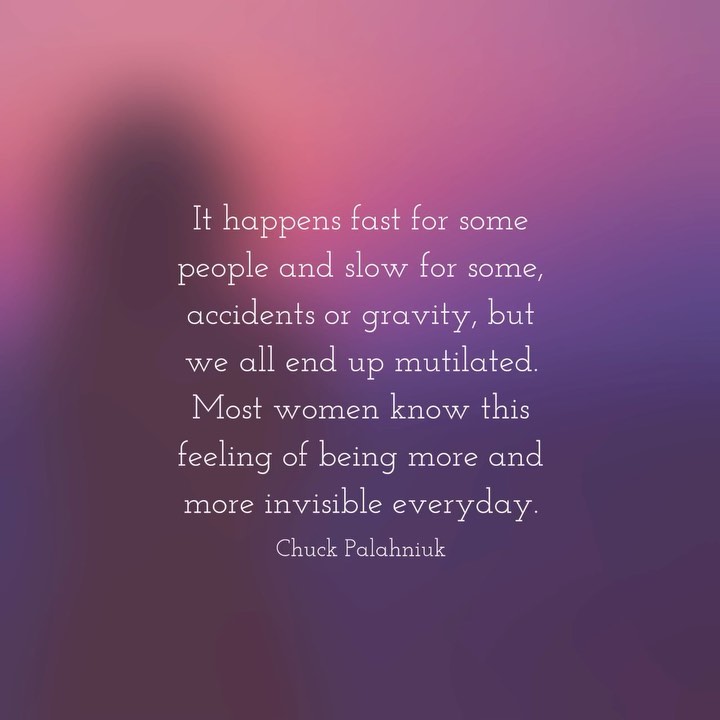 It happens fast for some
people and slow for some,
accidents or gravity, but
we all end up mutilated.
Most women know this
feeling of being more and
more invisible everyday.
Chuck Palahniuk